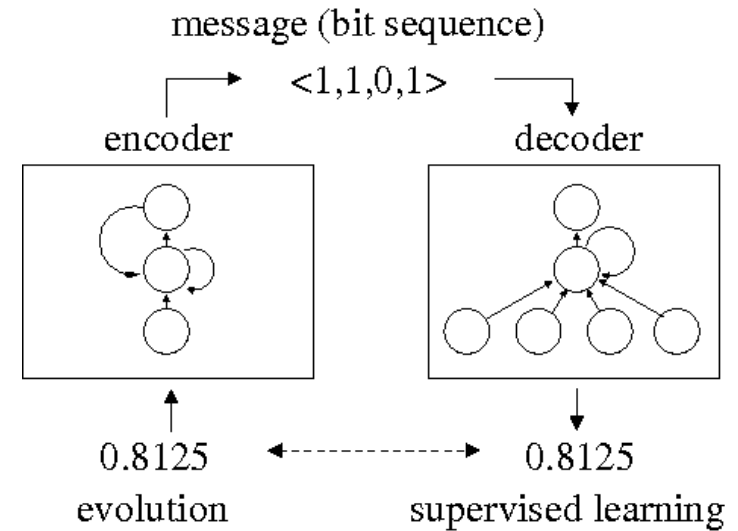 message (bit sequence)
<1,1,0,1>
encoder
decoder
0.8125
0.8125
evolution
supervised learning